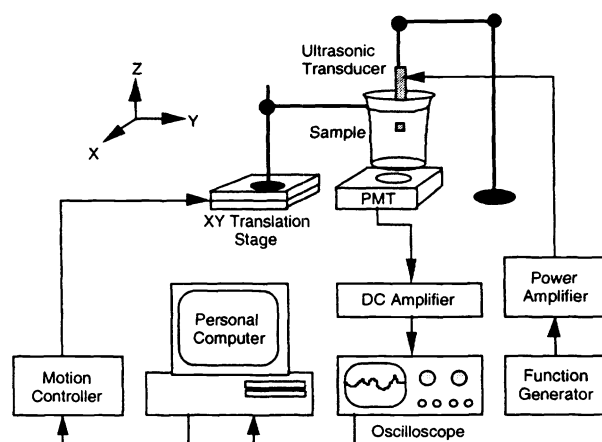 Ultrasonic
Transducer
Z
Y
X
Sample
PMT
XY Translation
Stage
Personal
Computer
DC Amplifier
Power
Amplifier
Motion
Controller
Function
Generator
Oscilloscope